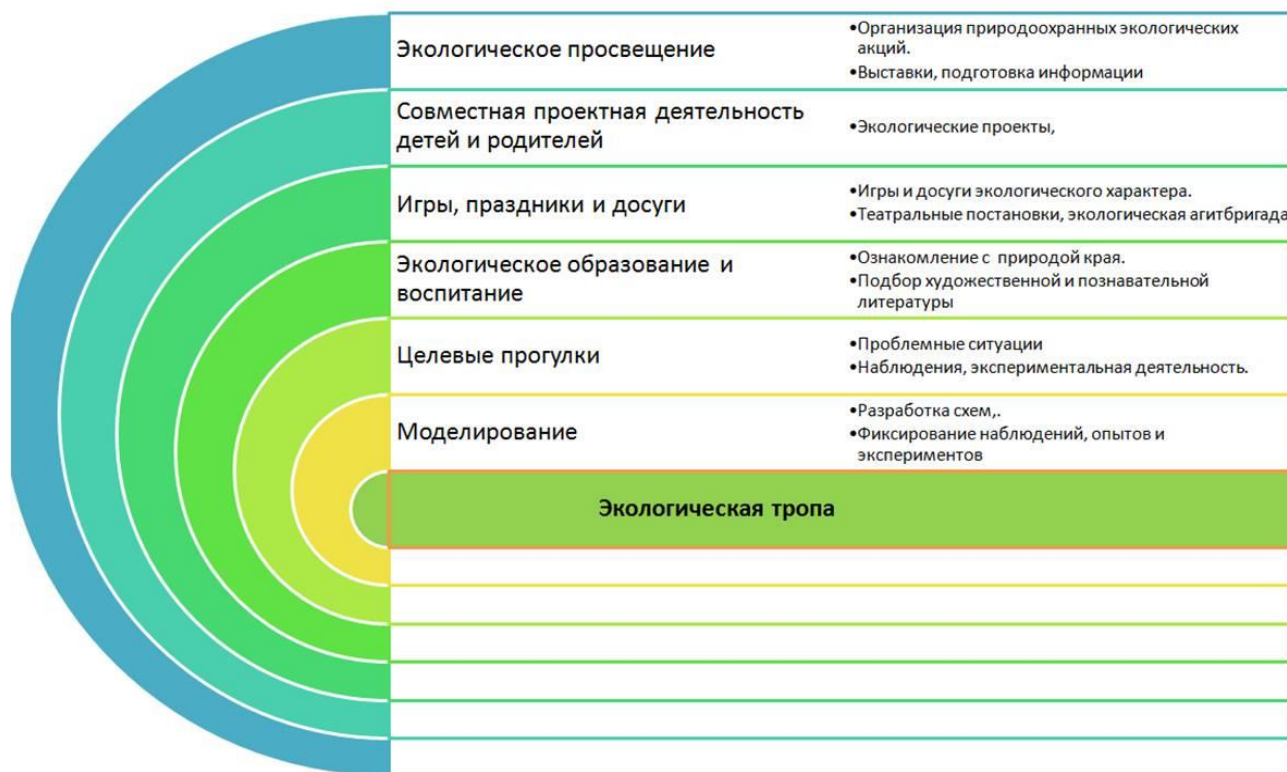 Экологическое просвещение
•Организация природоохранных экологических
акций.
•Выставки, подготовка информации
Совместная проектная деятельность
детей и родителей
•Экологические проекты,
Игры, праздники и досуги
•Игры и досуги экологического характера.
•Театральные постановки, экологическая агитбригада
Экологическое образование и
воспитание
•Ознакомление с природой края.
•Подбор художественной и познавательной
литературы
Целевые прогулки
•Проблемные ситуации
•Наблюдения, экспериментальная деятельность.
Моделирование
•Разработка схем,.
•Фиксирование наблюдений, опытов и
экспериментов
Экологическая тропа